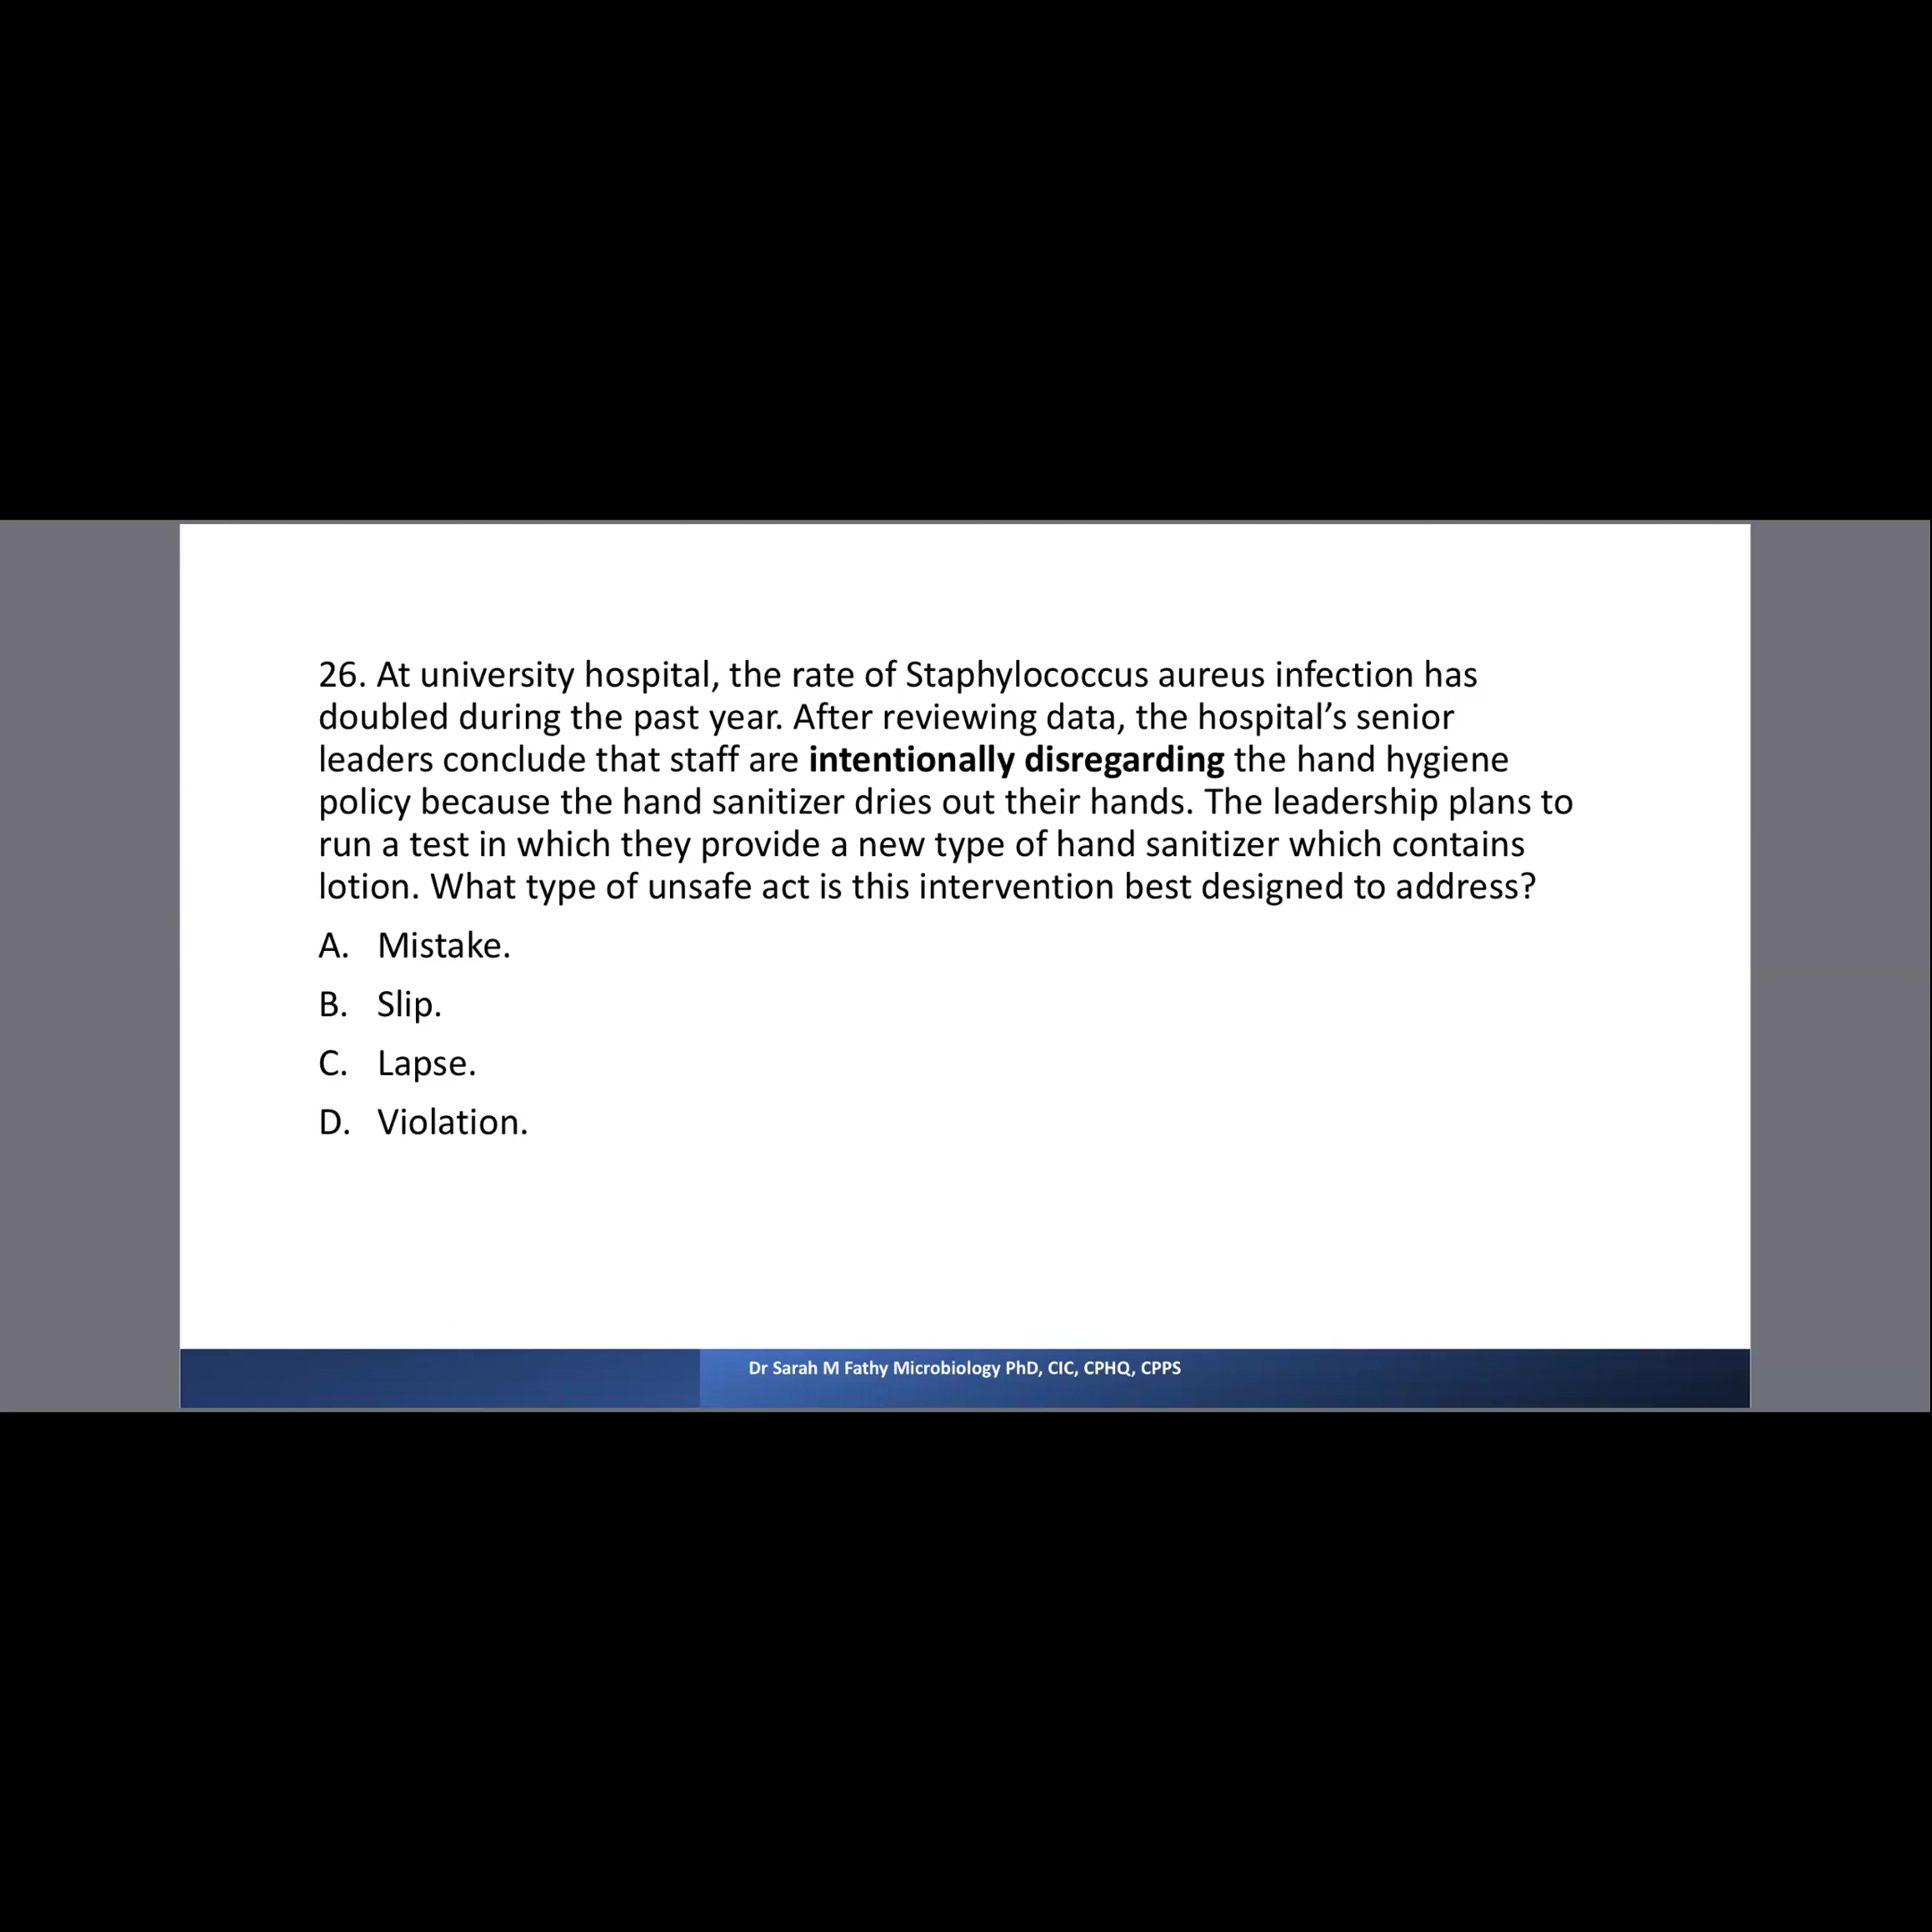 26. At university hospital, the rate of Staphylococcus aureus infection has
doubled during the past year. After reviewing data, the hospital’s senior
leaders conclude that staff are intentionally disregarding the hand hygiene
policy because the hand sanitizer dries out their hands. The leadership plans to
run a test in which they provide a new type of hand sanitizer which contains
lotion. What type of unsafe act is this intervention best designed to address?
A. Mistake.
B. Slip.
C. Lapse.
D. Violation.
Dr Sarah M Fathy Microbiology PhD, CIC, CPHQ, CPPS